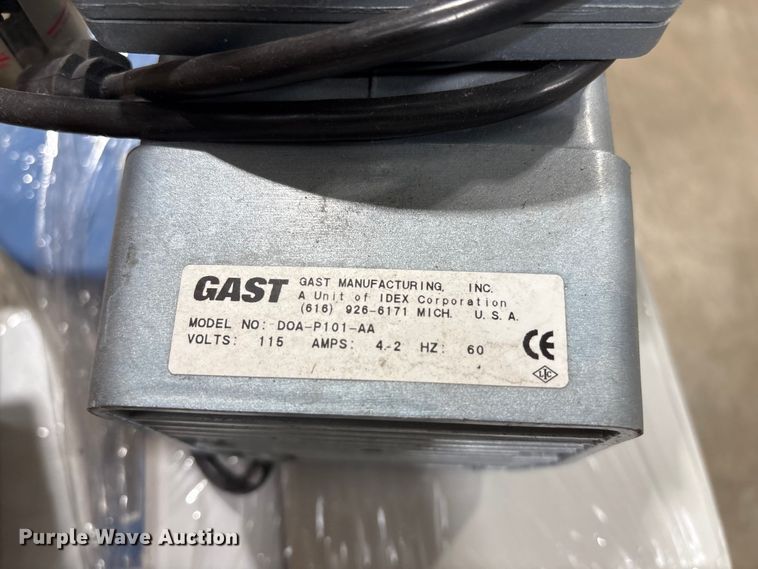 GAST
GAST MANUFACTURING, INC.
A Unit of IDEX Corporation
(616) 926-6171 MICH. U.S.A.
MODEL NO: DOA-P101-AA
VOLTS: 115 AMPS: 4.2 HZ: 60
CE
Purple Wave Auction